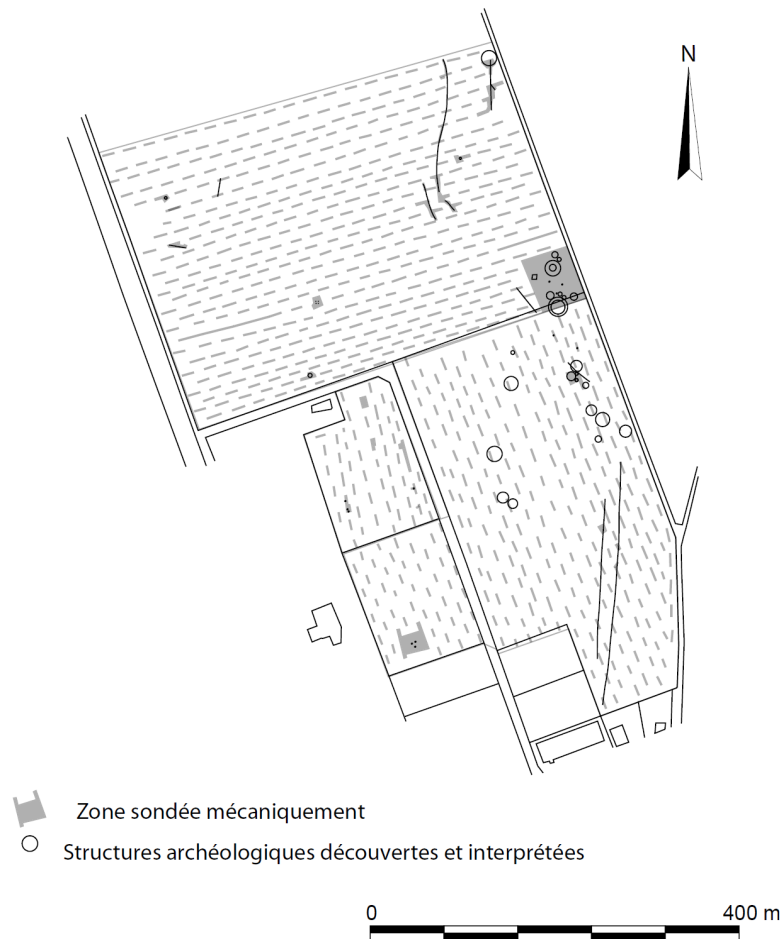 N
Zone sondée mécaniquement
Structures archéologiques découvertes et interprétées
0 400 m